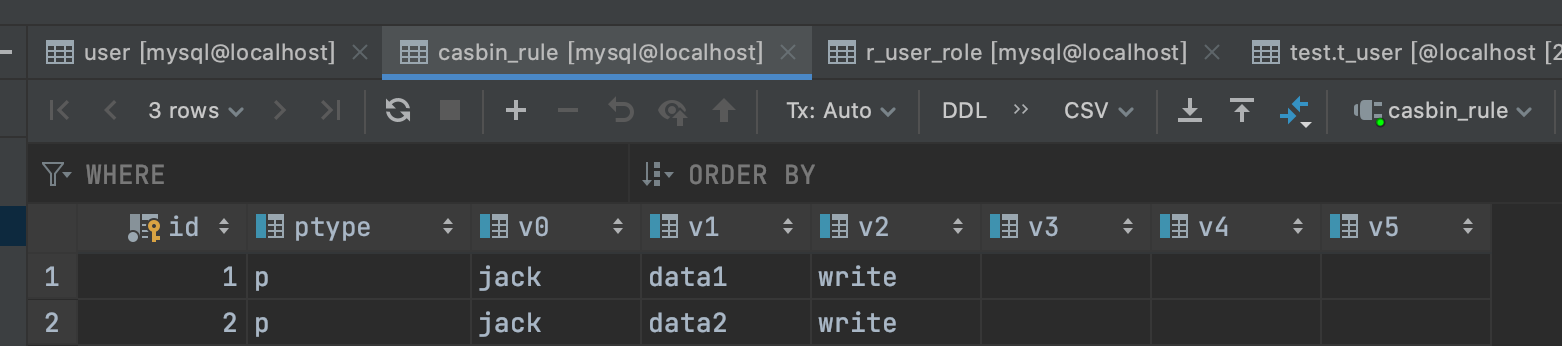 user [mysql@localhost] casbin_rule [mysql@localhost] r_user_role [mysql@localhost] test.t_user [@localhost [2
3 rows Tx: Auto DDL CSV casbin_rule
WHERE ORDER BY
id ptype v0 v1 v2 v3 v4 v5
1 1 p jack data1 write
2 2 p jack data2 write